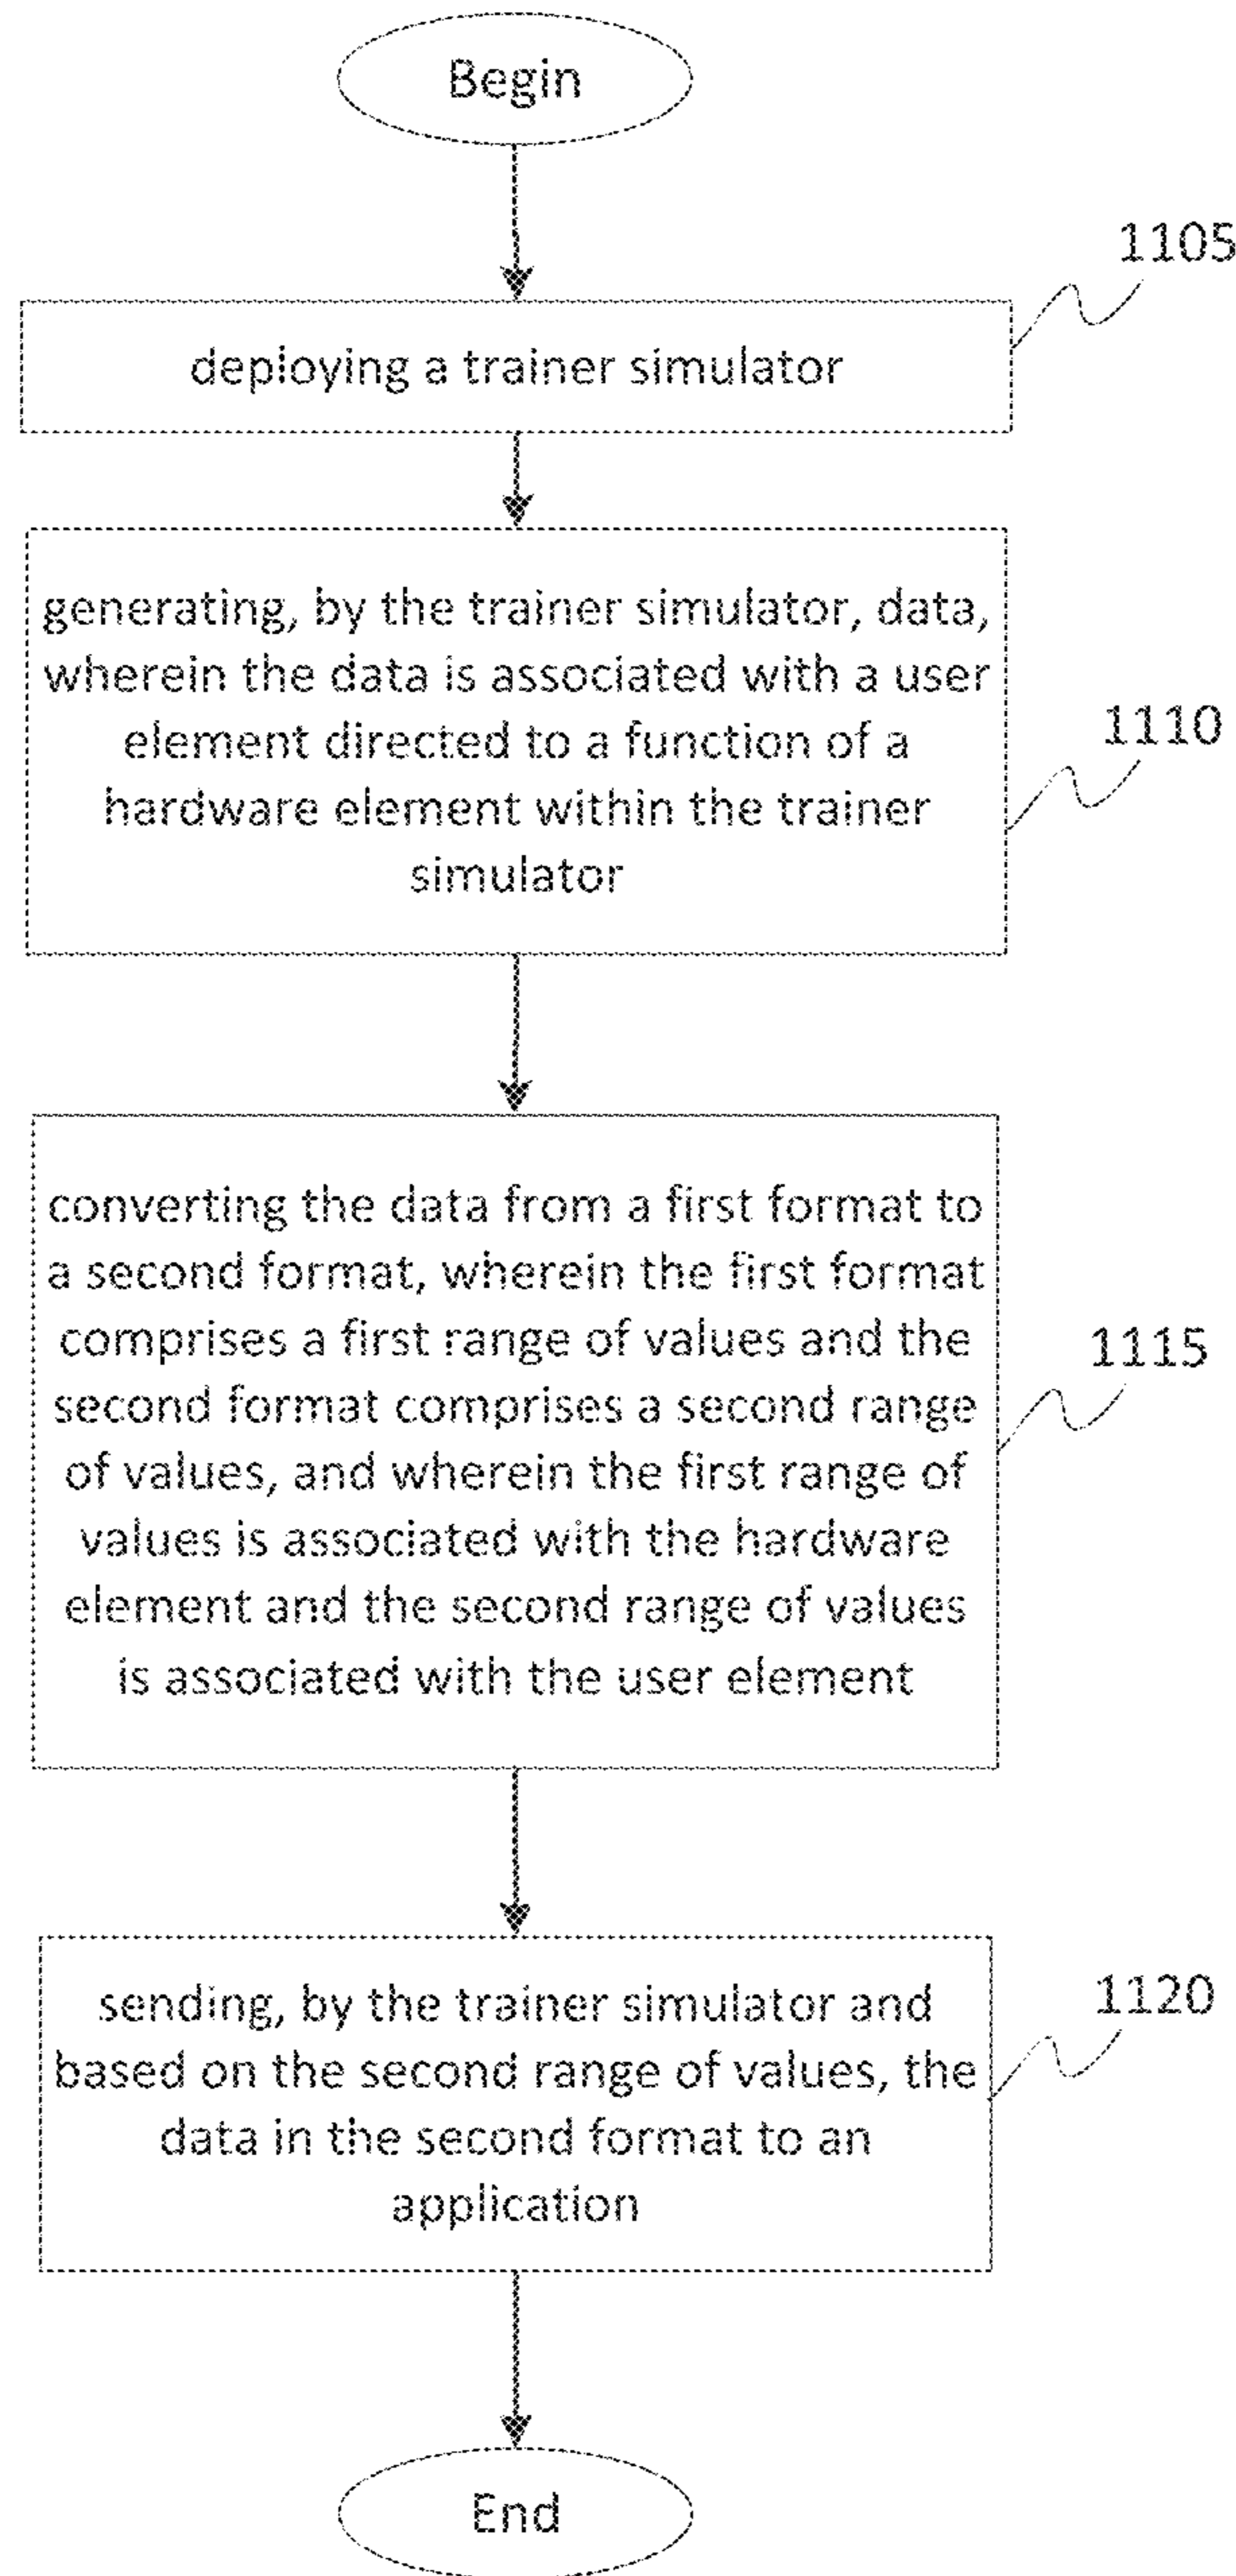 Begin
1105
deploying a trainer simulator
generating, by the trainer simulator, data,
wherein the data is associated with a user
element directed to a function of a
hardware element within the trainer
simulator
1110
converting the data from a first format to
a second format, wherein the first format
comprises a first range of values and the
second format comprises a second range
of values, and wherein the first range of
values is associated with the hardware
element and the second range of values
is associated with the user element
1115
sending, by the trainer simulator and
based on the second range of values, the
data in the second format to an
application
1120
End